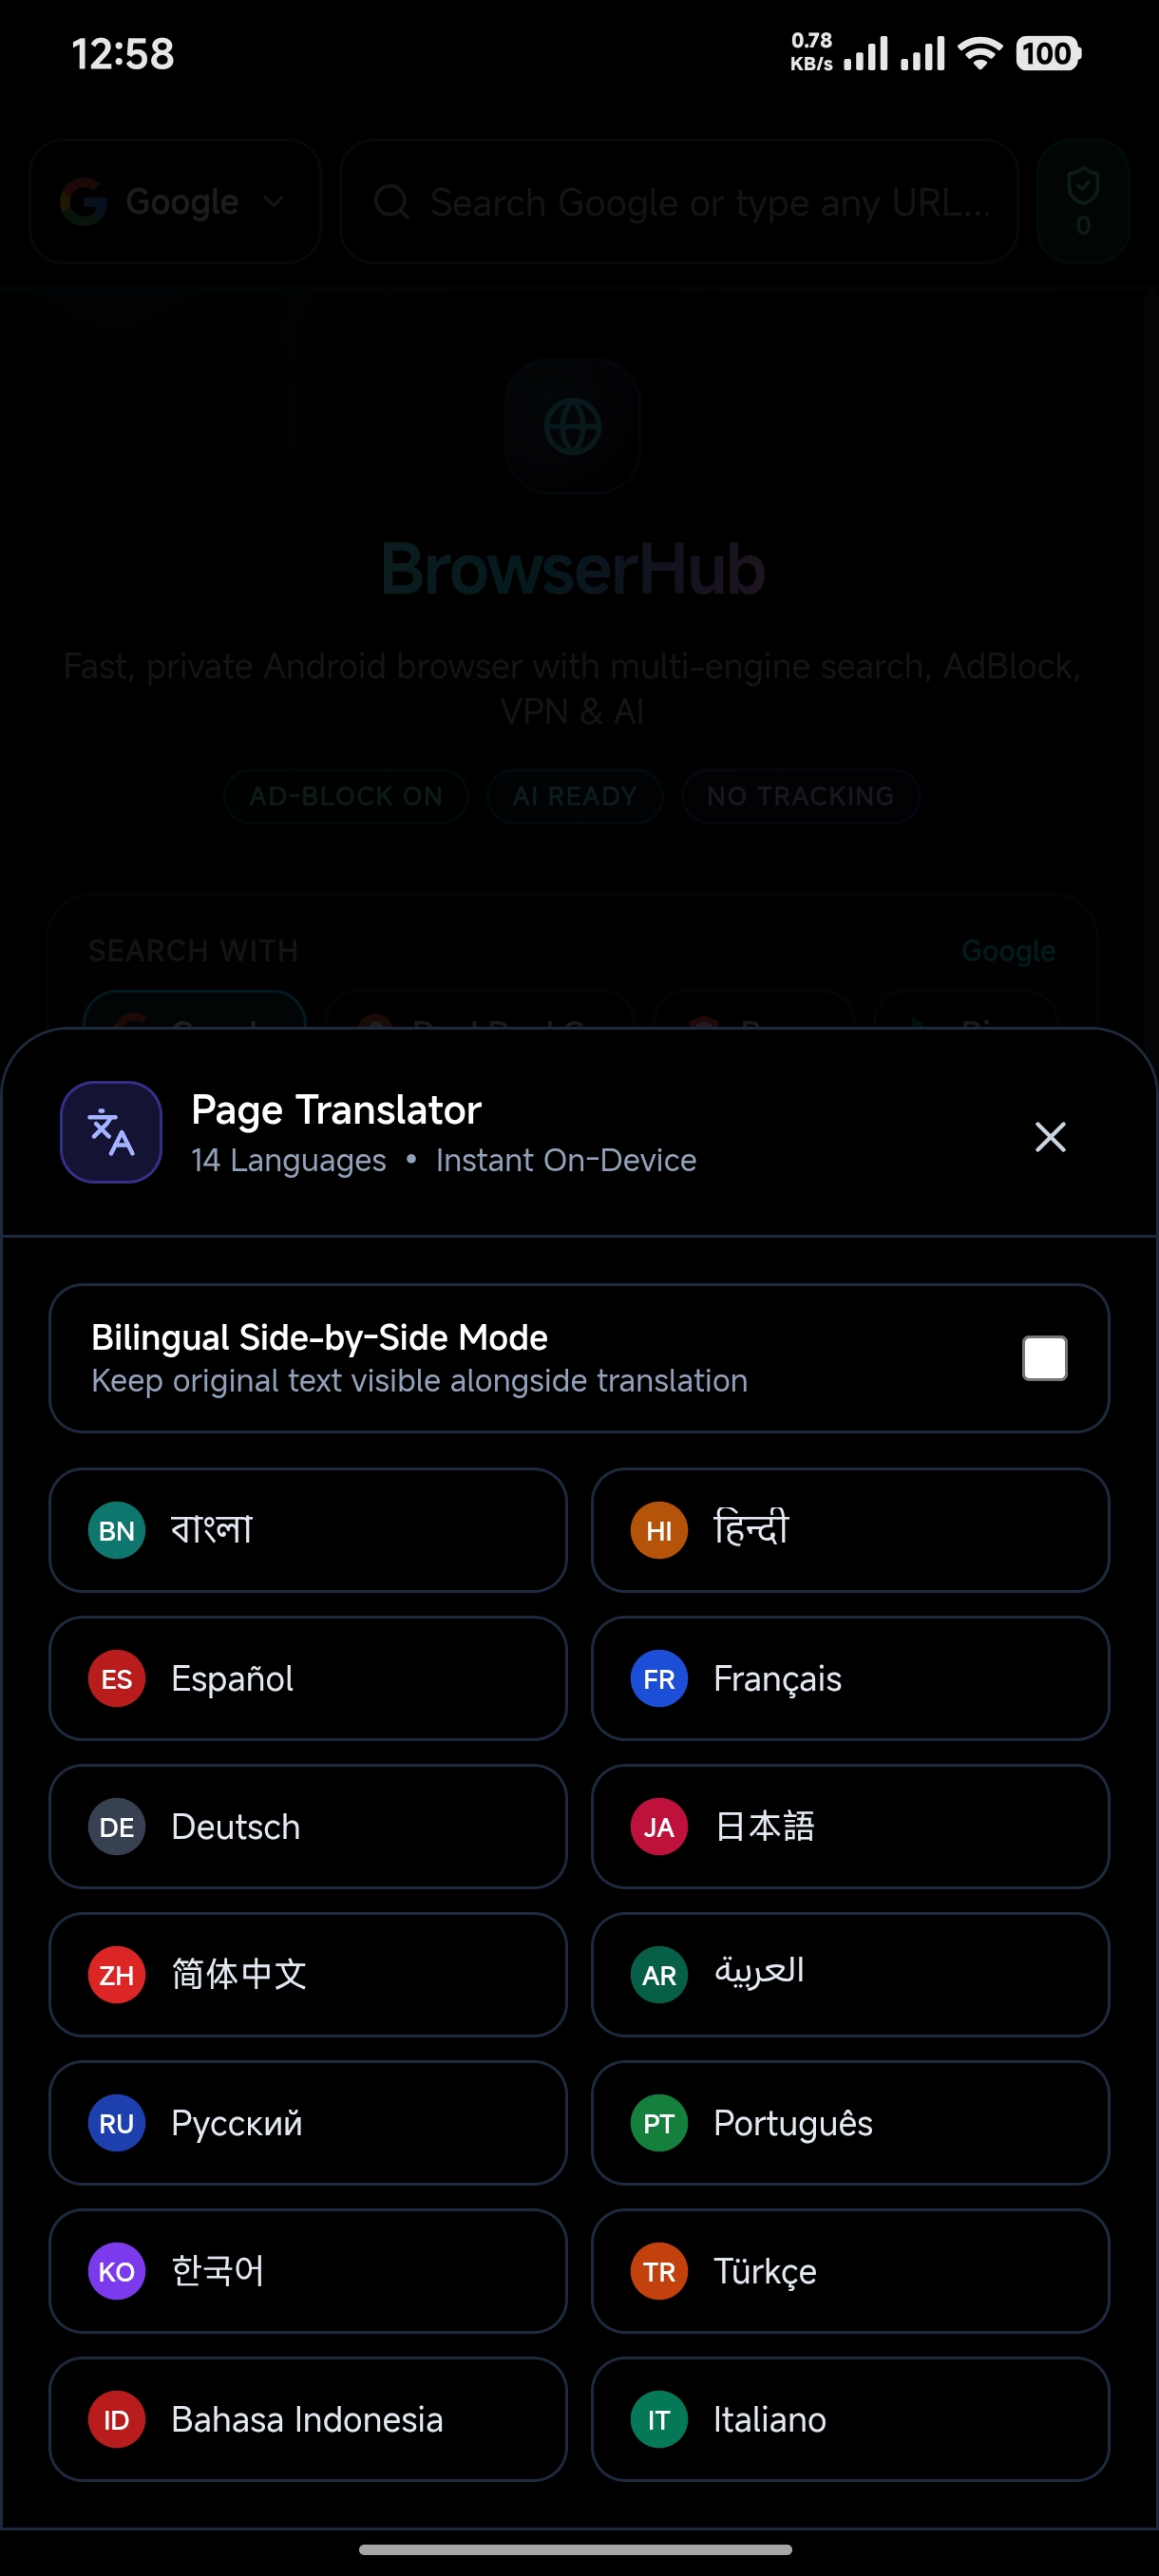 12:58
0.78
KB/s
100
Google
Search Google or type any URL...
0
BrowserHub
Fast, private Android browser with multi-engine search, AdBlock,
VPN & AI
AD-BLOCK ON
AI READY
NO TRACKING
SEARCH WITH
Google
Page Translator
14 Languages • Instant On-Device
Bilingual Side-by-Side Mode
Keep original text visible alongside translation
BN বাংলা
HI हिन्दी
ES Español
FR Français
DE Deutsch
JA 日本語
ZH 简体中文
AR العربية
RU Русский
PT Português
KO 한국어
TR Türkçe
ID Bahasa Indonesia
IT Italiano